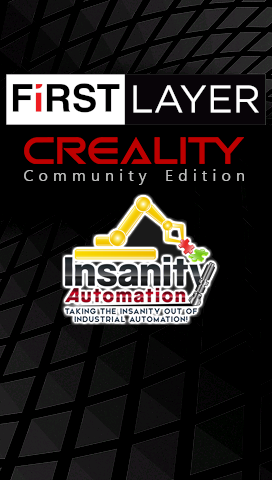 FiRST LAYER
CREALITY
Community Edition
Insanity
Automation
TAKING THE INSANITY OUT OF
INDUSTRIAL AUTOMATION!